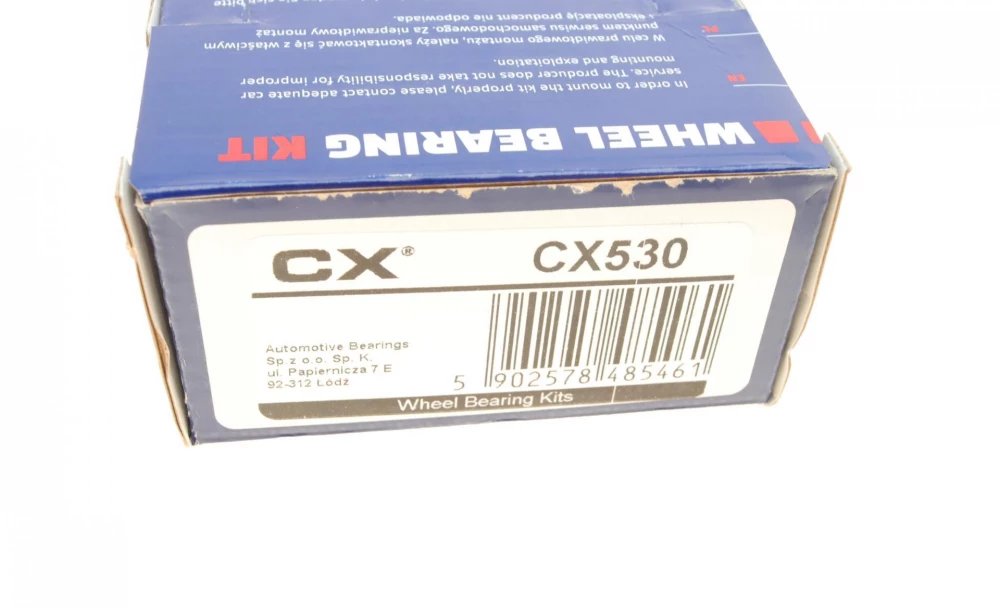 WHEEL BEARING KIT
EN
In order to mount the kit properly, please contact adequate car
service. The producer does not take responsibility for improper
mounting and exploitation.
PL
W celu prawidłowego montażu, należy skontaktować się z właściwym
punktem serwisu samochodowego. Za nieprawidłowy montaż
i eksploatację producent nie odpowiada.
bitte
CX®
CX530
Automotive Bearings
Sp.z o.o. Sp. K.
ul. Papiernicza 7 E
92-312 Łódź
5 902578 485461
Wheel Bearing Kits